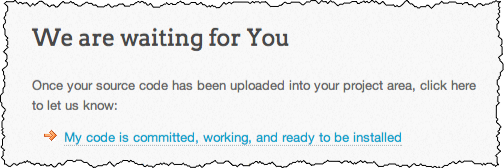 We are waiting for You
Once your source code has been uploaded into your project area, click here
to let us know:
My code is committed, working, and ready to be installed